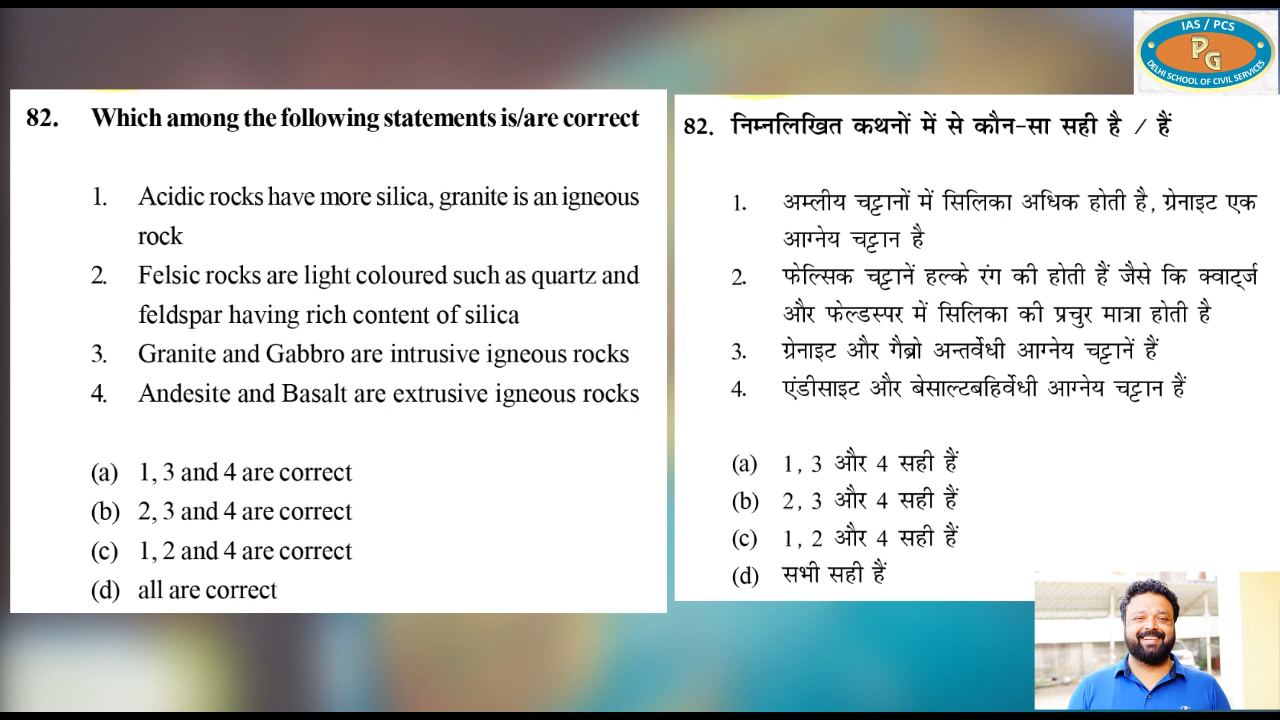 IAS / PCS
PG
DELHI SCHOOL OF CIVIL SERVICES
82. Which among the following statements is/are correct
1. Acidic rocks have more silica, granite is an igneous
rock
2. Felsic rocks are light coloured such as quartz and
feldspar having rich content of silica
3. Granite and Gabbro are intrusive igneous rocks
4. Andesite and Basalt are extrusive igneous rocks
(a) 1, 3 and 4 are correct
(b) 2, 3 and 4 are correct
(c) 1, 2 and 4 are correct
(d) all are correct
82. निम्नलिखित कथनों में से कौन-सा सही है / हैं
1. अम्लीय चट्टानों में सिलिका अधिक होती है, ग्रेनाइट एक
आग्नेय चट्टान है
2. फेल्सिक चट्टानें हल्के रंग की होती हैं जैसे कि क्वार्ट्ज
और फेल्डस्पर में सिलिका की प्रचुर मात्रा होती है
3. ग्रेनाइट और गैब्रो अन्तर्वेधी आग्नेय चट्टानें हैं
4. एंडीसाइट और बेसाल्टबहिर्वेधी आग्नेय चट्टान हैं
(a) 1, 3 और 4 सही हैं
(b) 2, 3 और 4 सही हैं
(c) 1, 2 और 4 सही हैं
(d) सभी सही हैं